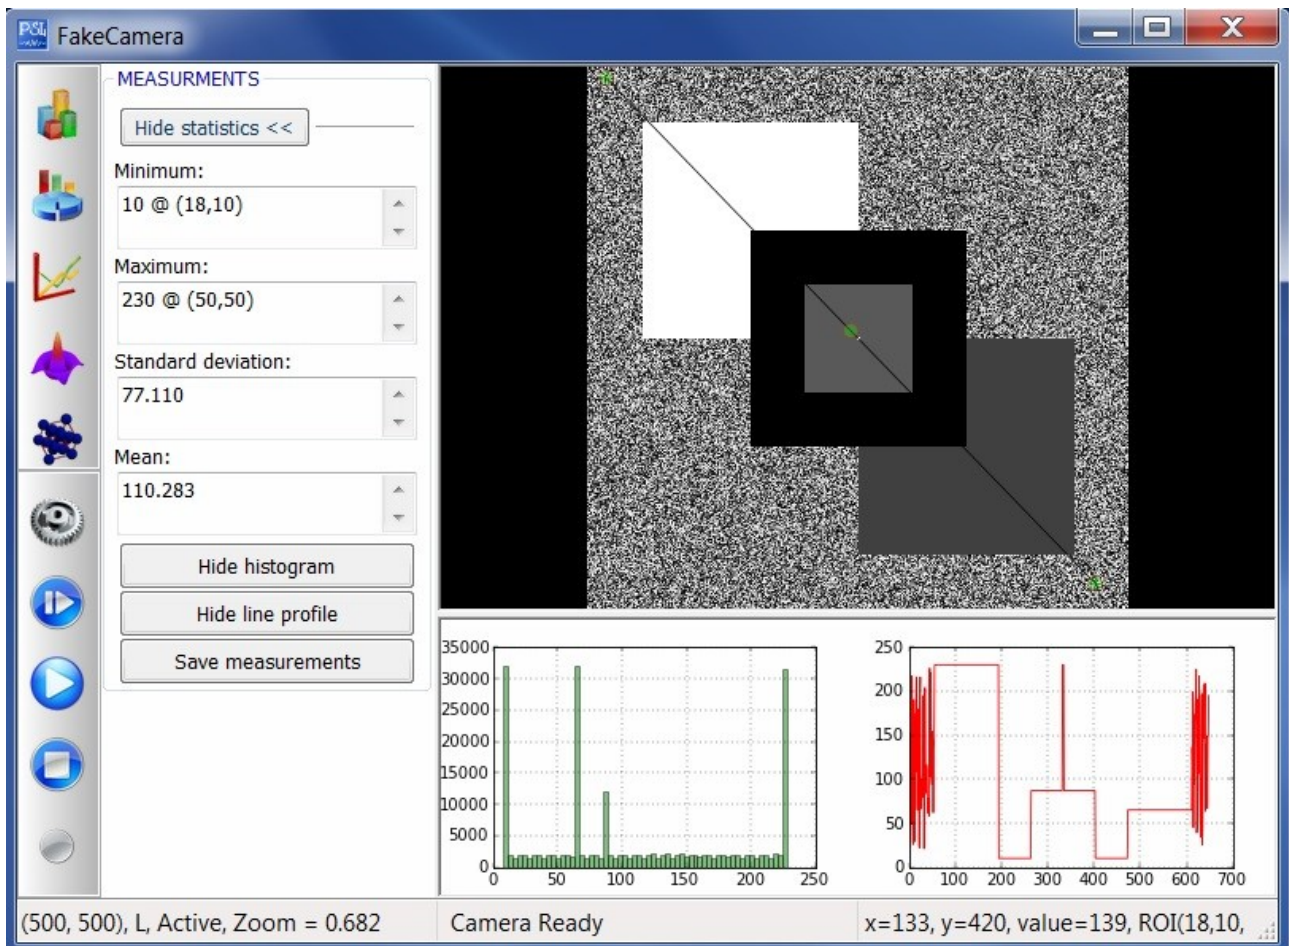 PSL
FakeCamera
MEASURMENTS
Hide statistics <<
Minimum:
10 @ (18,10)
Maximum:
230 @ (50,50)
Standard deviation:
77.110
Mean:
110.283
Hide histogram
Hide line profile
Save measurements
35000
30000
25000
20000
15000
10000
5000
0
0 50 100 150 200 250
250
200
150
100
50
0
0 100 200 300 400 500 600 700
(500, 500), L, Active, Zoom = 0.682
Camera Ready
x=133, y=420, value=139, ROI(18,10,